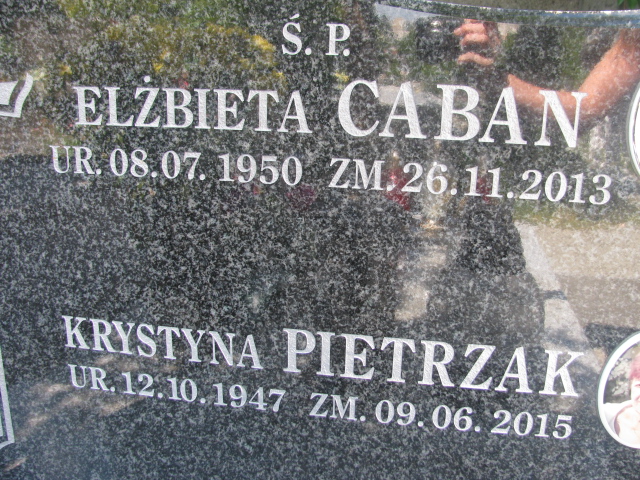 Ś. P.
ELŻBIETA CABAN
UR. 08.07. 1950 ZM. 26.11.2013
KRYSTYNA PIETRZAK
UR. 12.10.1947 ZM. 09.06.2015